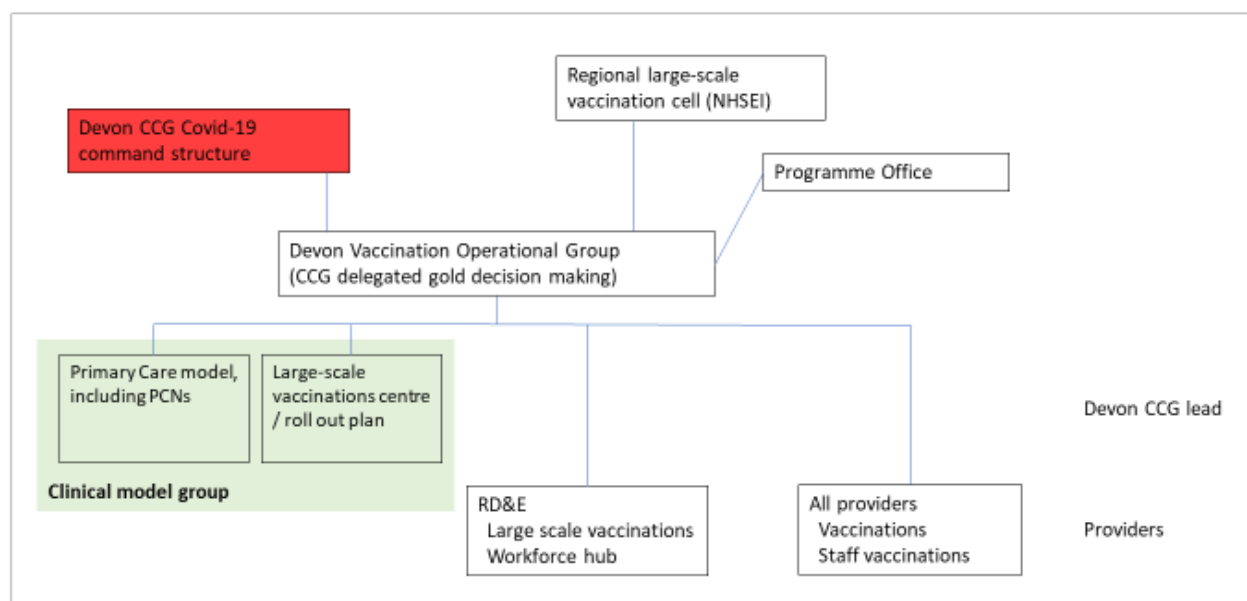 Regional large-scale
vaccination cell (NHSEI)
Devon CCG Covid-19
command structure
Programme Office
Devon Vaccination Operational Group
(CCG delegated gold decision making)
Primary Care model,
including PCNs
Large-scale
vaccinations centre
/ roll out plan
Devon CCG lead
Clinical model group
RD&E
Large scale vaccinations
Workforce hub
All providers
Vaccinations
Staff vaccinations
Providers